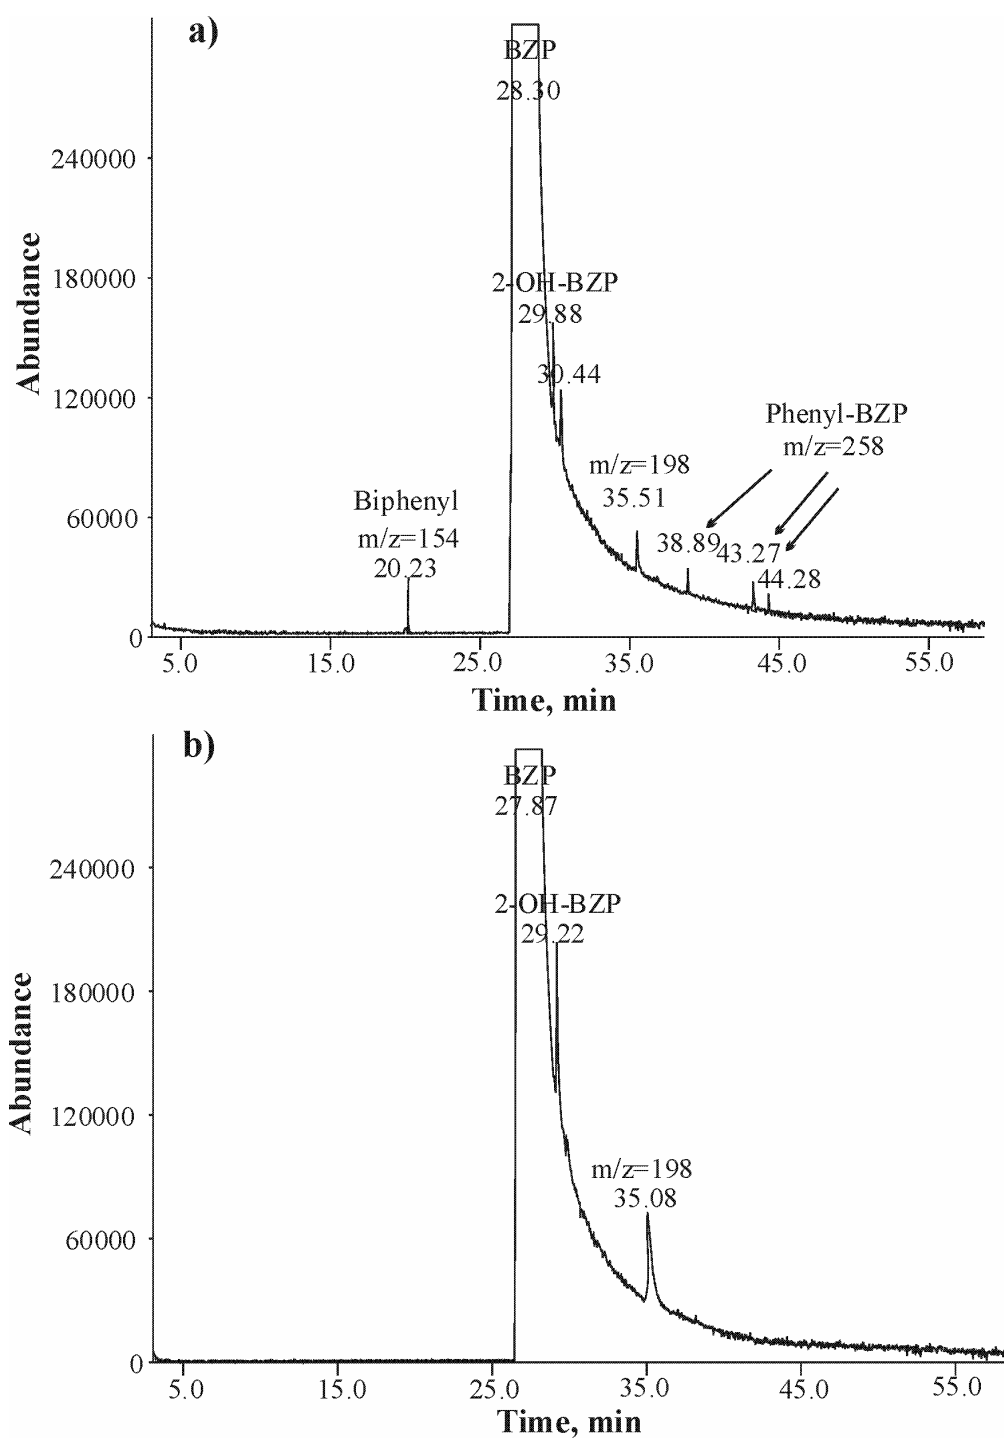 a)
BZP
28.30
240000
180000
120000
60000
0
Abundance
2-OH-BZP
29.88
30.44
Phenyl-BZP
m/z=258
m/z=198
35.51
Biphenyl
m/z=154
20.23
38.89
43.27
44.28
5.0
15.0
25.0
35.0
45.0
55.0
Time, min
b)
BZP
27.87
240000
180000
120000
60000
0
Abundance
2-OH-BZP
29.22
m/z=198
35.08
5.0
15.0
25.0
35.0
45.0
55.0
Time, min